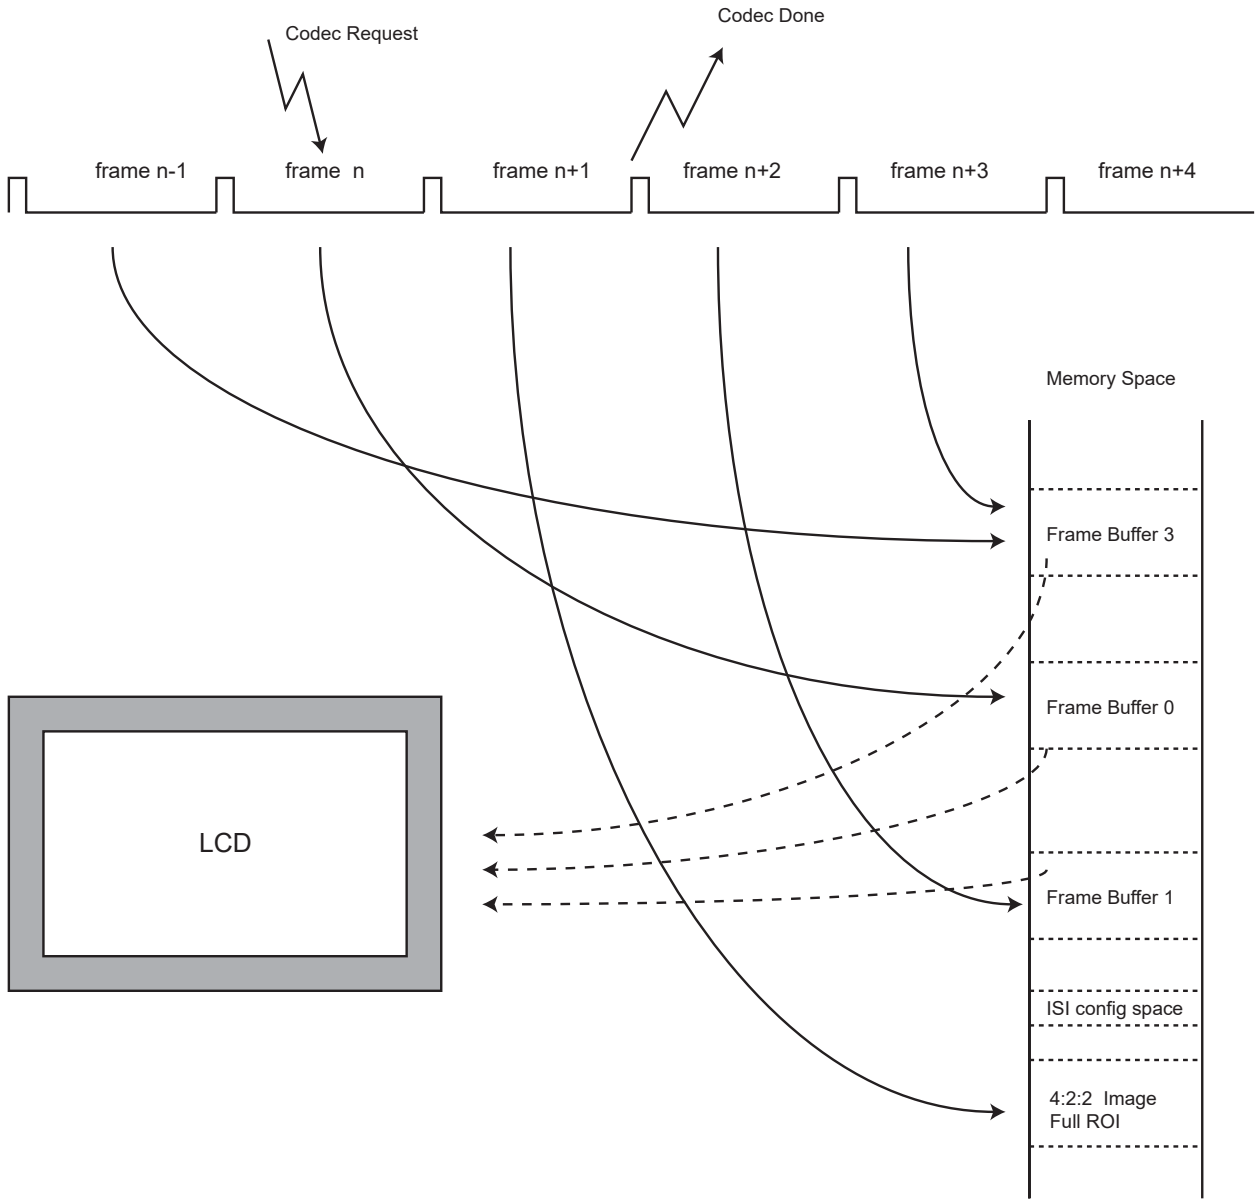 Codec Done
Codec Request
frame n-1
frame n
frame n+1
frame n+2
frame n+3
frame n+4
Memory Space
Frame Buffer 3
Frame Buffer 0
LCD
Frame Buffer 1
ISI config space
4:2:2 Image
Full ROI